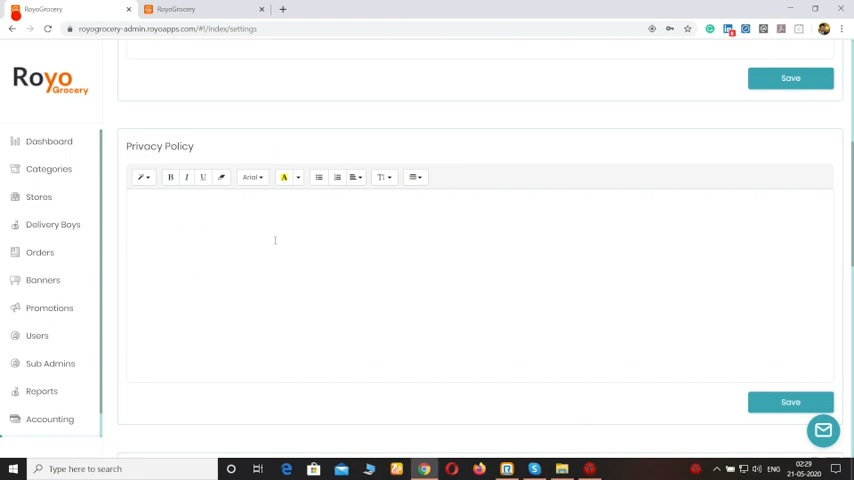 RoyoGrocery
RoyoGrocery
royogrocery-admin.royoapps.com/#!/index/settings
Royo
Grocery
Save
Dashboard
Privacy Policy
Categories
B I U Arial A TI
Stores
Delivery Boys
Orders
Banners
Promotions
Users
Sub Admins
Reports
Save
Accounting
Type here to search
ENG
02:29
21-05-2020